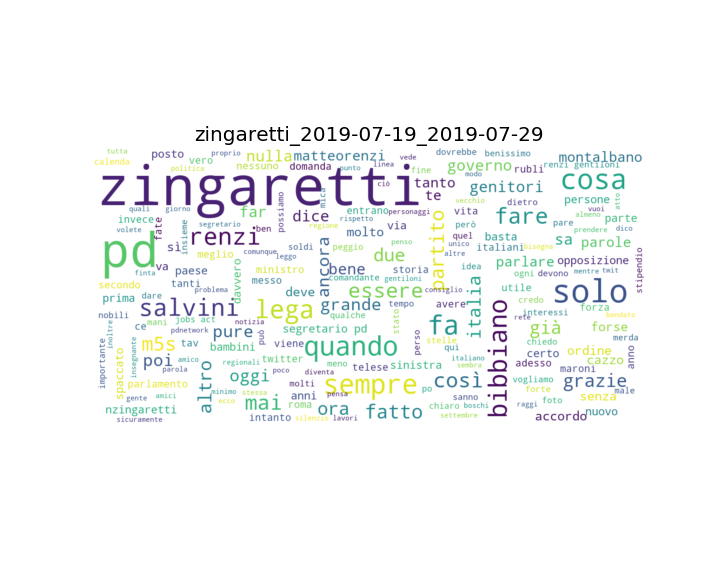 zingaretti_2019-07-19_2019-07-29
tutta proprio vero nulla matteorenzi vede dovrebbe benissimo
calenda posto politica nessuno domanda punto linea fine governo modo rubli montalbano
zingaretti mica ciò tanto te genitori renzi gentiloni cosa
quali giorno far possiamo entrano personaggi vecchio dietro persone vuoi atto
invece fate insieme segretario dice regione via vita fare almeno parte
volete sì renzi ben ancora rispetto molto quel però pare prendere dico
pd va meglio comunque soldi peggio penso due partito unico basta sa parole
finta paese davvero leggo bene storia altre italiani bisogna opposizione
secondo tanti problema ministro messo comandante gentiloni idea parlare ogni devono mentre twit stipendio
prima dare salvini lega deve essere consiglio italia utile credo solo
nobili mani jobs act notizia grande tempo avere interessi forza bondato
inoltre ce pdnetwork può qualche stato rete già forse
importante m5s tav pure segretario pd perso stelle bibbiano chiedo merda
spaccato insegnante poi amico bambini viene quando sinistra italiano certo ordine cazzo anno
parlamento regionali twitter meno telese sembra adesso maroni
parola altro oggi poco diventa sempre po qui così vogliamo grazie
gente amici minimo stessa molti pensa sanno forte male
nzingaretti ecco mai anni ora fatto chiaro boschi raggi foto senza nuovo
sicuramente intanto roma silenzio lavori settembre accordo